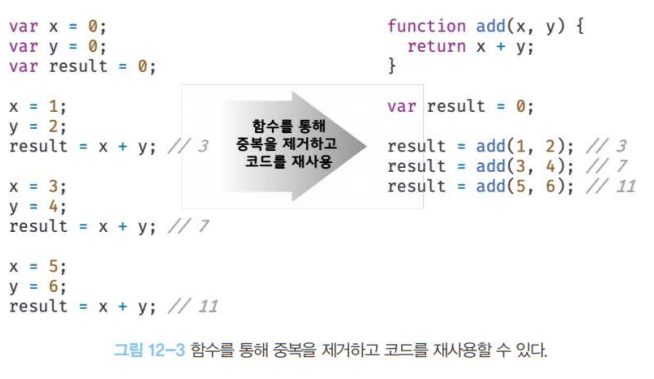 var x = 0;
var y = 0;
var result = 0;

x = 1;
y = 2;
result = x + y; // 3

x = 3;
y = 4;
result = x + y; // 7

x = 5;
y = 6;
result = x + y; // 11

함수를 통해
중복을 제거하고
코드를 재사용

function add(x, y) {
  return x + y;
}

var result = 0;

result = add(1, 2); // 3
result = add(3, 4); // 7
result = add(5, 6); // 11

그림 12-3 함수를 통해 중복을 제거하고 코드를 재사용할 수 있다.